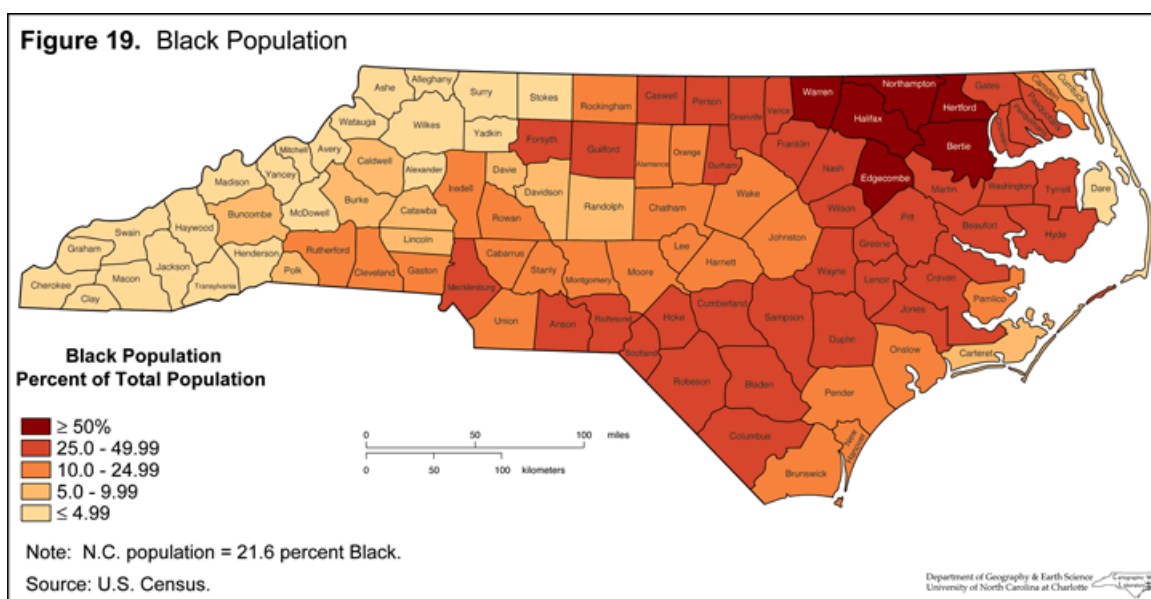 Figure 19. Black Population
Alleghany
Ashe
Surry
Stokes
Rockingham
Caswell
Person
Granville
Vance
Warren
Northampton
Gates
Camden
Currituck
Pasquotank
Perquimans
Chowan
Hertford
Halifax
Watauga
Wilkes
Yadkin
Forsyth
Guilford
Alamance
Orange
Durham
Franklin
Bertie
Mitchell
Avery
Caldwell
Alexander
Davie
Iredell
Nash
Edgecombe
Madison
Yancey
Burke
Davidson
Randolph
Chatham
Wake
Martin
Washington
Tyrrell
Dare
Buncombe
McDowell
Catawba
Rowan
Wilson
Pitt
Beaufort
Hyde
Swain
Haywood
Lincoln
Johnston
Lee
Greene
Graham
Henderson
Rutherford
Cabarrus
Stanly
Montgomery
Moore
Harnett
Wayne
Lenoir
Craven
Jackson
Polk
Cleveland
Gaston
Cherokee
Macon
Clay
Transylvania
Mecklenburg
Pamlico
Union
Anson
Richmond
Hoke
Cumberland
Sampson
Jones
Scotland
Duplin
Onslow
Carteret
Robeson
Bladen
Pender
Columbus
New
Hanover
Brunswick
Black Population
Percent of Total Population
≥ 50%
25.0 - 49.99
10.0 - 24.99
5.0 - 9.99
≤ 4.99
0 50 100 miles
0 50 100 kilometers
Note: N.C. population = 21.6 percent Black.
Source: U.S. Census.
Department of Geography & Earth Science
University of North Carolina at Charlotte